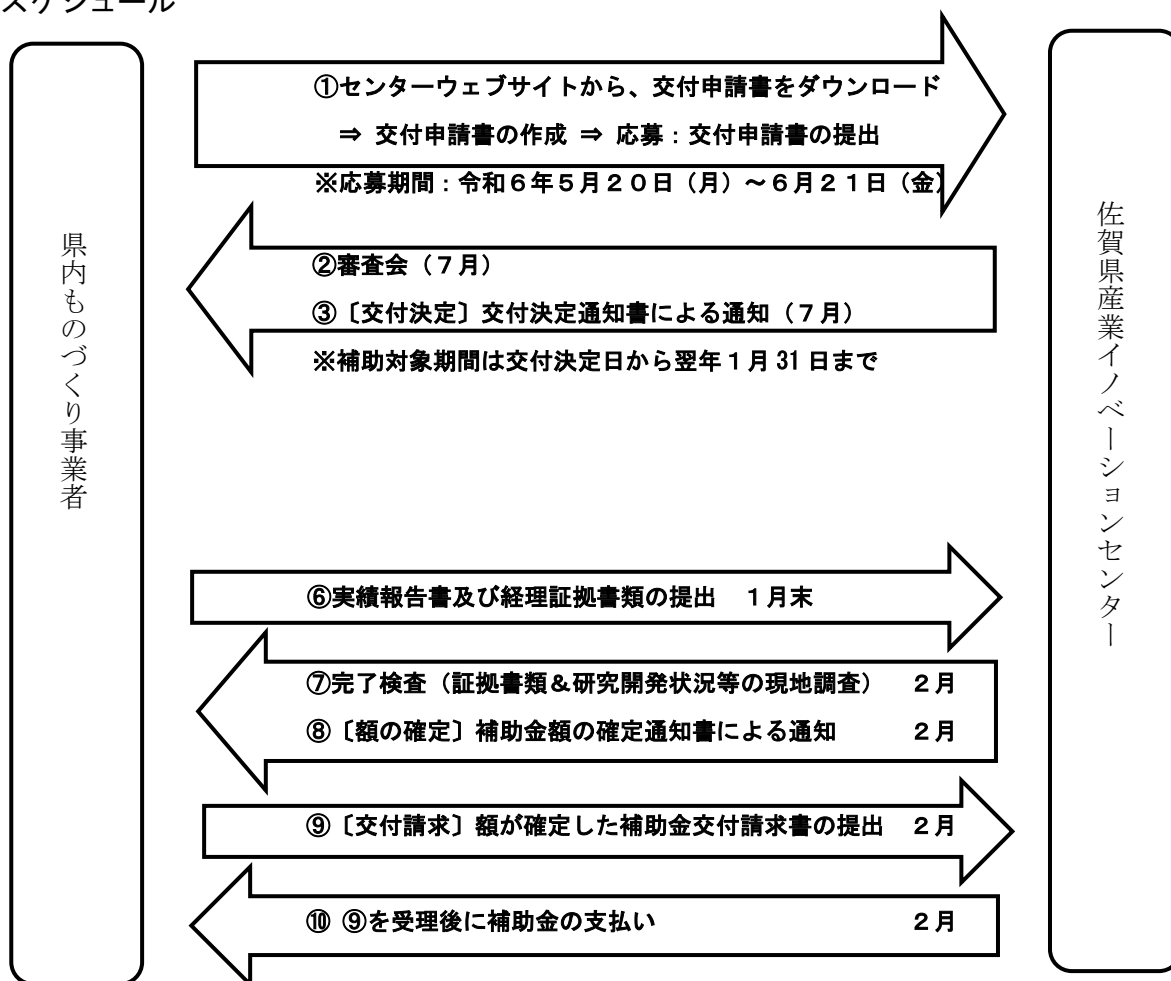 スケジュール
①センターウェブサイトから、交付申請書をダウンロード
⇒ 交付申請書の作成 ⇒ 応募：交付申請書の提出
※応募期間：令和６年５月２０日（月）～６月２１日（金）
②審査会（７月）
③〔交付決定〕交付決定通知書による通知（７月）
※補助対象期間は交付決定日から翌年１月 31 日まで
県内ものづくり事業者
佐賀県産業イノベーションセンター
⑥実績報告書及び経理証拠書類の提出　１月末
⑦完了検査（証拠書類＆研究開発状況等の現地調査）　２月
⑧〔額の確定〕補助金額の確定通知書による通知　２月
⑨〔交付請求〕額が確定した補助金交付請求書の提出　２月
⑩ ⑨を受理後に補助金の支払い　２月